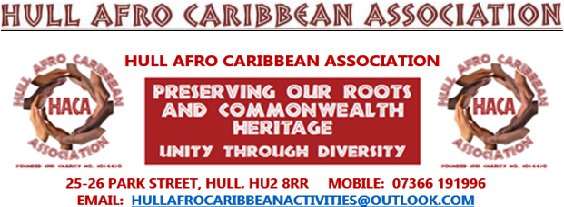 HULL AFRO CARIBBEAN ASSOCIATION
HULL AFRO CARIBBEAN ASSOCIATION
HULL AFRO CARIBBEAN
HACA
ASSOCIATION
PRESERVING OUR ROOTS
AND COMMONWEALTH
HERITAGE
UNITY THROUGH DIVERSITY
HULL AFRO CARIBBEAN
HACA
ASSOCIATION
25-26 PARK STREET, HULL. HU2 8RR MOBILE: 07366 191996
EMAIL: HULLAFROCARIBBEANACTIVITIES@OUTLOOK.COM